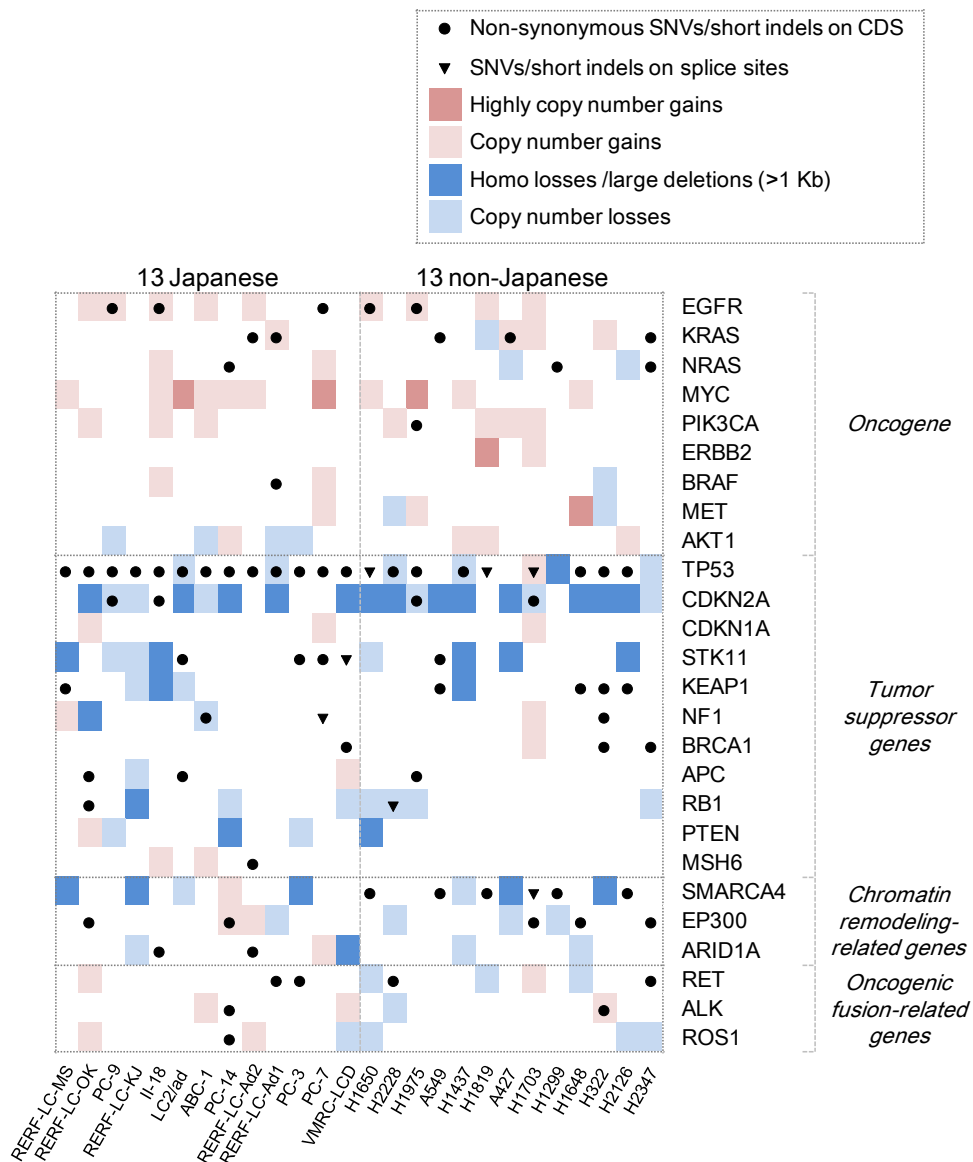 Non-synonymous SNVs/short indels on CDS
SNVs/short indels on splice sites
Highly copy number gains
Copy number gains
Homo losses /large deletions (>1 Kb)
Copy number losses
13 Japanese
13 non-Japanese
EGFR
KRAS
NRAS
MYC
PIK3CA
ERBB2
BRAF
MET
AKT1
Oncogene
TP53
CDKN2A
CDKN1A
STK11
KEAP1
NF1
BRCA1
APC
RB1
PTEN
MSH6
Tumor
suppressor
genes
SMARCA4
EP300
ARID1A
Chromatin
remodeling-
related genes
RET
ALK
ROS1
Oncogenic
fusion-related
genes
RERF-LC-MS
RERF-LC-OK
PC-9
RERF-LC-KJ
II-18
LC2/ad
ABC-1
PC-14
RERF-LC-Ad2
RERF-LC-Ad1
PC-3
PC-7
VMRC-LCD
H1650
H2228
H1975
A549
H1437
H1819
A427
H1703
H1299
H1648
H322
H2126
H2347